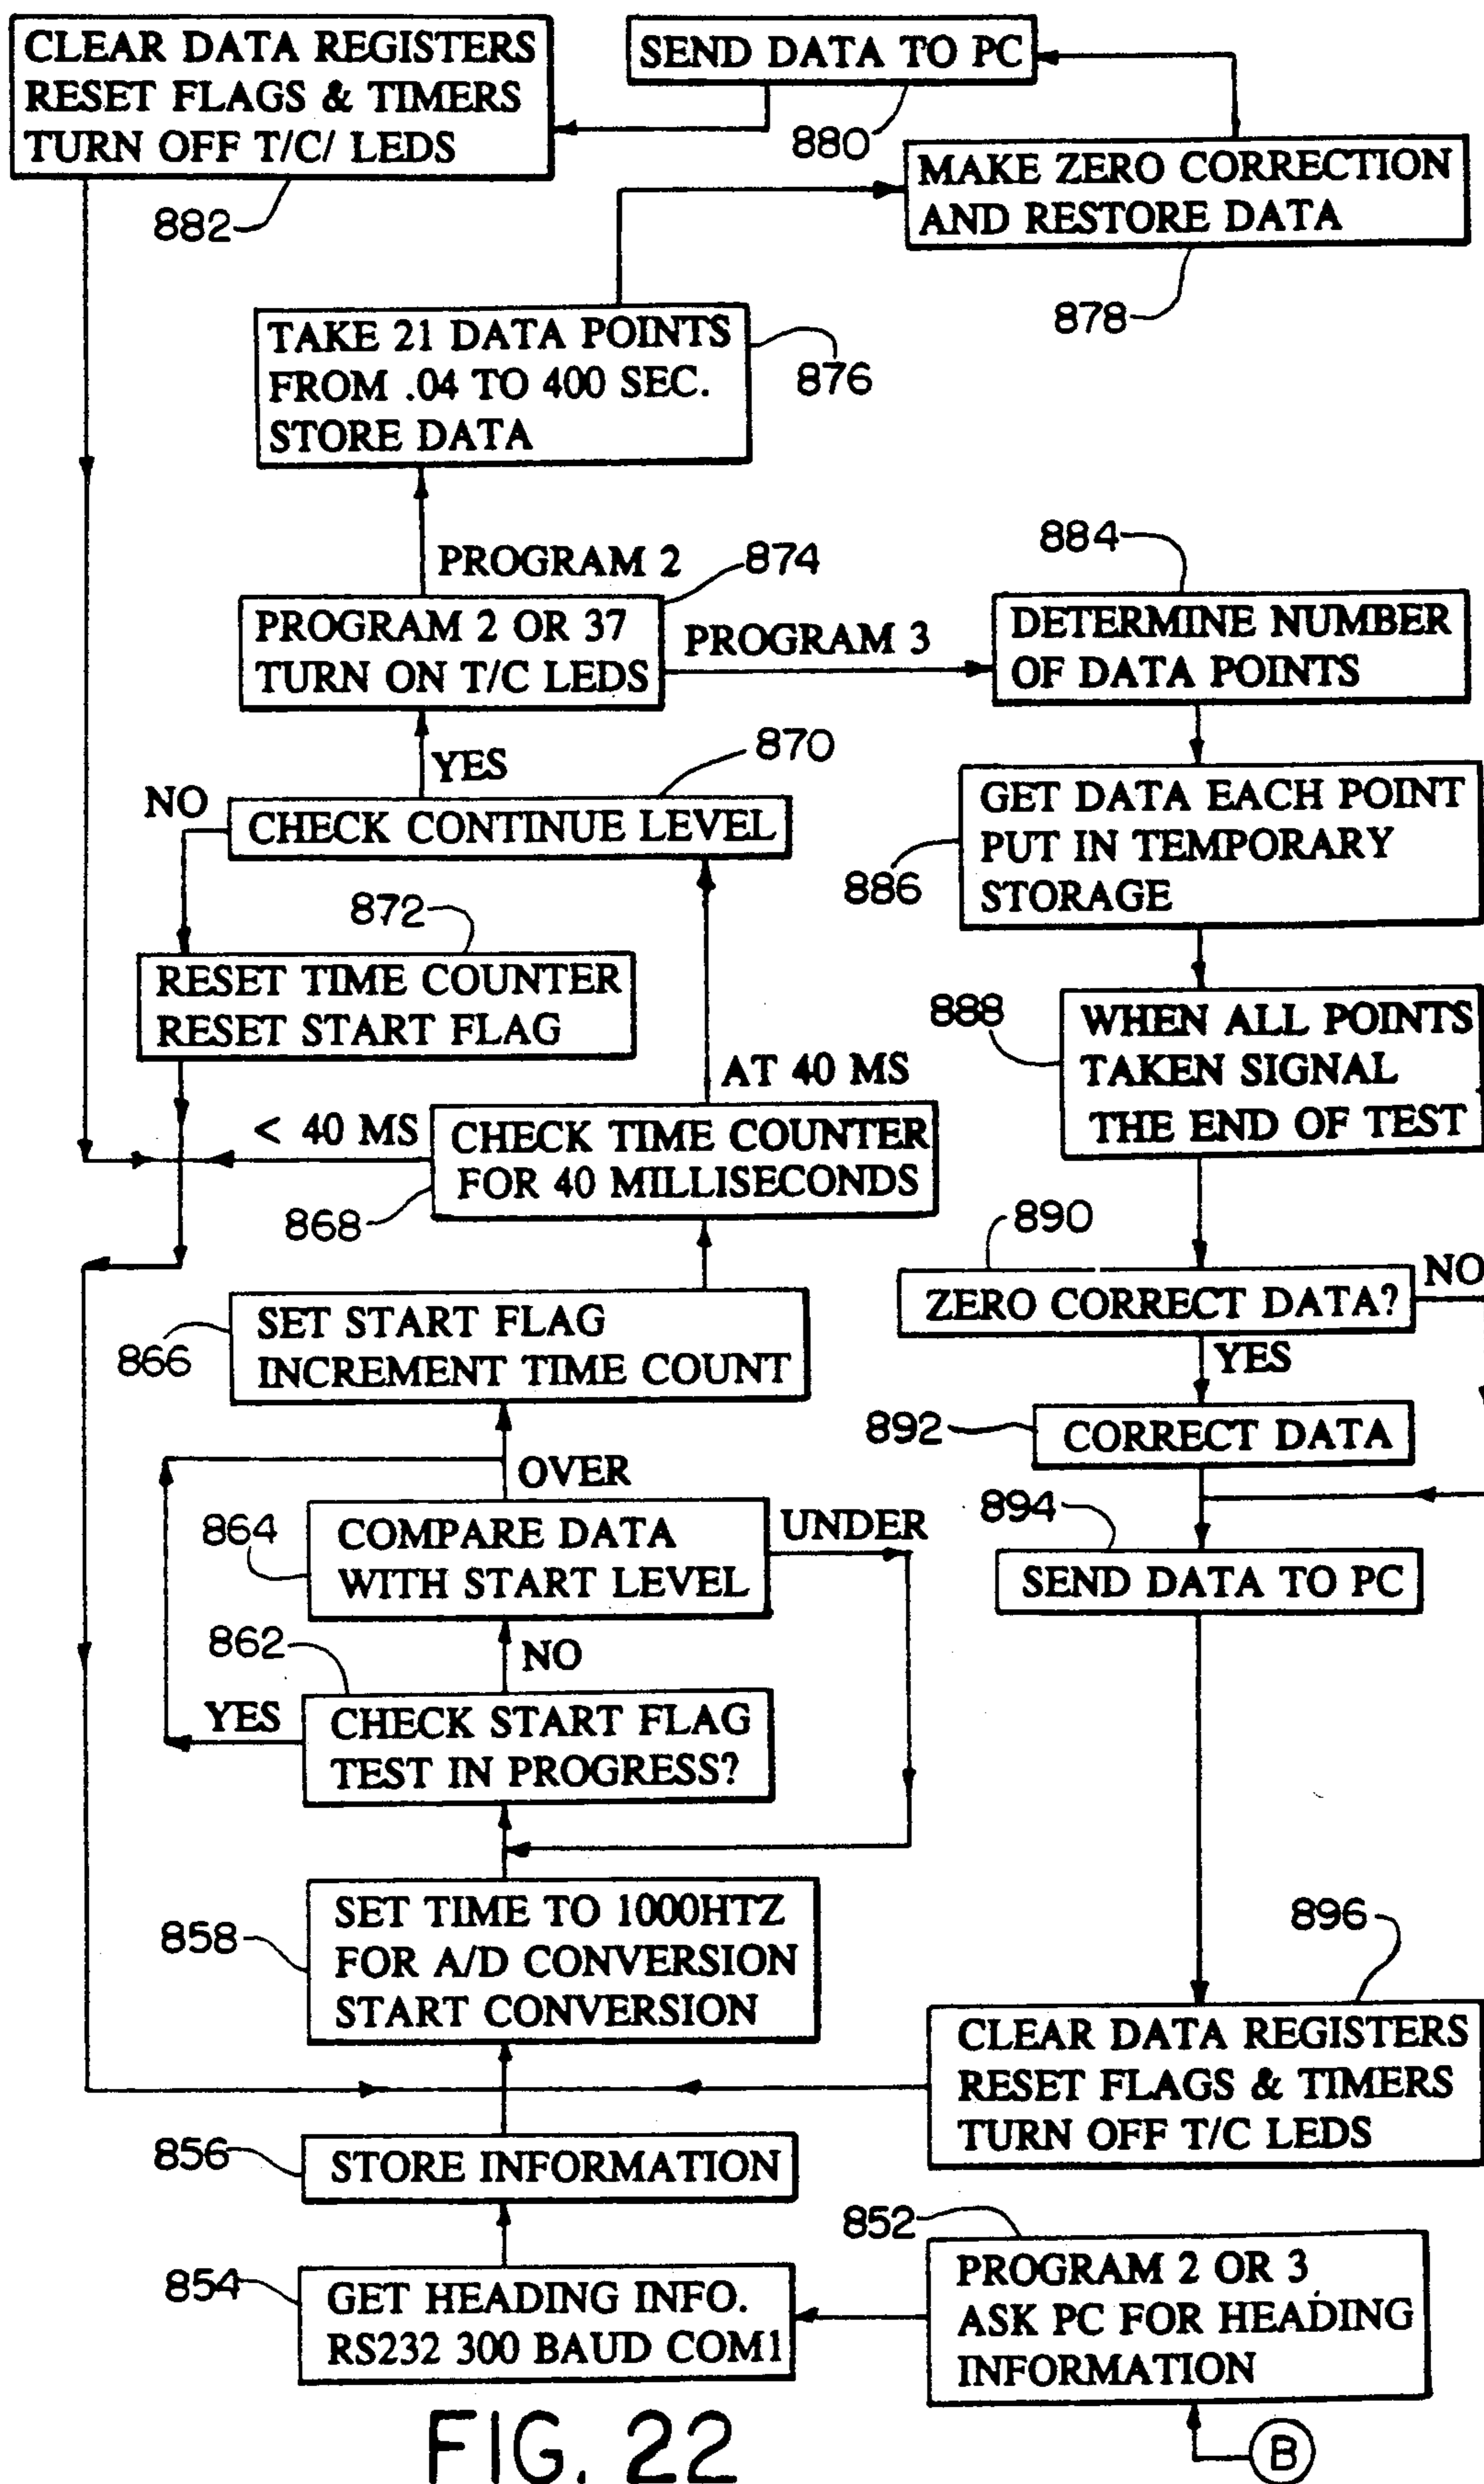 CLEAR DATA REGISTERS
RESET FLAGS & TIMERS
TURN OFF T/C/ LEDS
882
SEND DATA TO PC
880
MAKE ZERO CORRECTION
AND RESTORE DATA
878
TAKE 21 DATA POINTS
FROM .04 TO 400 SEC.
STORE DATA
876
PROGRAM 2
874
PROGRAM 2 OR 37
TURN ON T/C LEDS
PROGRAM 3
884
DETERMINE NUMBER
OF DATA POINTS
YES
870
NO
CHECK CONTINUE LEVEL
GET DATA EACH POINT
PUT IN TEMPORARY
STORAGE
886
872
RESET TIME COUNTER
RESET START FLAG
888
WHEN ALL POINTS
TAKEN SIGNAL
THE END OF TEST
AT 40 MS
< 40 MS
CHECK TIME COUNTER
FOR 40 MILLISECONDS
868
890
ZERO CORRECT DATA?
NO
YES
SET START FLAG
INCREMENT TIME COUNT
866
892
CORRECT DATA
OVER
894
SEND DATA TO PC
864
COMPARE DATA
WITH START LEVEL
UNDER
862
NO
YES
CHECK START FLAG
TEST IN PROGRESS?
858
SET TIME TO 1000HTZ
FOR A/D CONVERSION
START CONVERSION
896
CLEAR DATA REGISTERS
RESET FLAGS & TIMERS
TURN OFF T/C LEDS
856
STORE INFORMATION
852
PROGRAM 2 OR 3
ASK PC FOR HEADING
INFORMATION
854
GET HEADING INFO.
RS232 300 BAUD COM1
FIG. 22
B